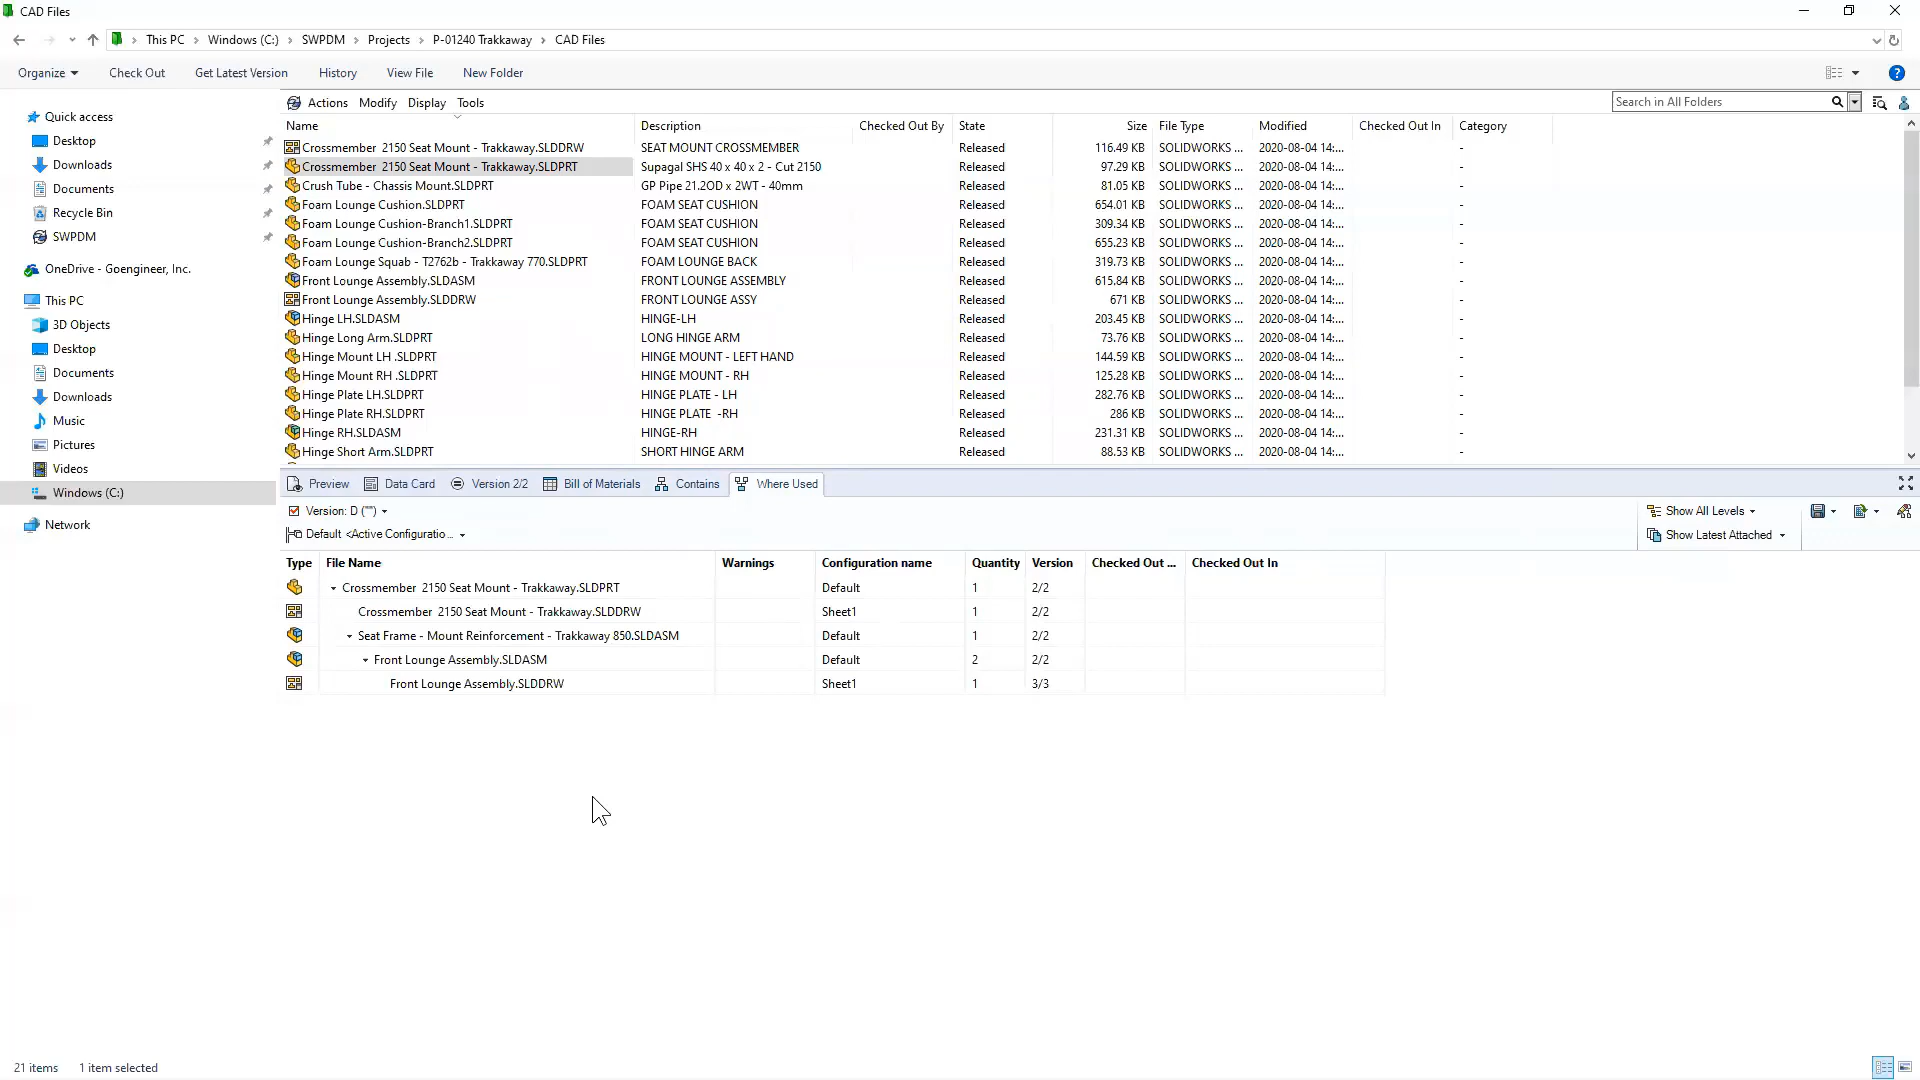 CAD Files
This PC Windows (C:) SWPDM Projects P-01240 Trakkaway CAD Files
Organize Check Out Get Latest Version History View File New Folder
Quick access
Desktop
Downloads
Documents
Recycle Bin
SWPDM
OneDrive - Goengineer, Inc.
This PC
3D Objects
Desktop
Documents
Downloads
Music
Pictures
Videos
Windows (C:)
Network
Actions Modify Display Tools Search in All Folders
Name Description Checked Out By State Size File Type Modified Checked Out In Category
Crossmember 2150 Seat Mount - Trakkaway.SLDDRW SEAT MOUNT CROSSMEMBER Released 116.49 KB SOLIDWORKS ... 2020-08-04 14:... -
Crossmember 2150 Seat Mount - Trakkaway.SLDPRT Supagal SHS 40 x 40 x 2 - Cut 2150 Released 97.29 KB SOLIDWORKS ... 2020-08-04 14:... -
Crush Tube - Chassis Mount.SLDPRT GP Pipe 21.2OD x 2WT - 40mm Released 81.05 KB SOLIDWORKS ... 2020-08-04 14:... -
Foam Lounge Cushion.SLDPRT FOAM SEAT CUSHION Released 654.01 KB SOLIDWORKS ... 2020-08-04 14:... -
Foam Lounge Cushion-Branch1.SLDPRT FOAM SEAT CUSHION Released 309.34 KB SOLIDWORKS ... 2020-08-04 14:... -
Foam Lounge Cushion-Branch2.SLDPRT FOAM SEAT CUSHION Released 655.23 KB SOLIDWORKS ... 2020-08-04 14:... -
Foam Lounge Squab - T2762b - Trakkaway 770.SLDPRT FOAM LOUNGE BACK Released 319.73 KB SOLIDWORKS ... 2020-08-04 14:... -
Front Lounge Assembly.SLDASM FRONT LOUNGE ASSEMBLY Released 615.84 KB SOLIDWORKS ... 2020-08-04 14:... -
Front Lounge Assembly.SLDDRW FRONT LOUNGE ASSY Released 671 KB SOLIDWORKS ... 2020-08-04 14:... -
Hinge LH.SLDASM HINGE-LH Released 203.45 KB SOLIDWORKS ... 2020-08-04 14:... -
Hinge Long Arm.SLDPRT LONG HINGE ARM Released 73.76 KB SOLIDWORKS ... 2020-08-04 14:... -
Hinge Mount LH .SLDPRT HINGE MOUNT - LEFT HAND Released 144.59 KB SOLIDWORKS ... 2020-08-04 14:... -
Hinge Mount RH .SLDPRT HINGE MOUNT - RH Released 125.28 KB SOLIDWORKS ... 2020-08-04 14:... -
Hinge Plate LH.SLDPRT HINGE PLATE - LH Released 282.76 KB SOLIDWORKS ... 2020-08-04 14:... -
Hinge Plate RH.SLDPRT HINGE PLATE -RH Released 286 KB SOLIDWORKS ... 2020-08-04 14:... -
Hinge RH.SLDASM HINGE-RH Released 231.31 KB SOLIDWORKS ... 2020-08-04 14:... -
Hinge Short Arm.SLDPRT SHORT HINGE ARM Released 88.53 KB SOLIDWORKS ... 2020-08-04 14:... -
Preview Data Card Version 2/2 Bill of Materials Contains Where Used
Version: D ("") Show All Levels
Default <Active Configuratio... Show Latest Attached
Type File Name Warnings Configuration name Quantity Version Checked Out ... Checked Out In
Crossmember 2150 Seat Mount - Trakkaway.SLDPRT Default 1 2/2
Crossmember 2150 Seat Mount - Trakkaway.SLDDRW Sheet1 1 2/2
Seat Frame - Mount Reinforcement - Trakkaway 850.SLDASM Default 1 2/2
Front Lounge Assembly.SLDASM Default 2 2/2
Front Lounge Assembly.SLDDRW Sheet1 1 3/3
21 items 1 item selected